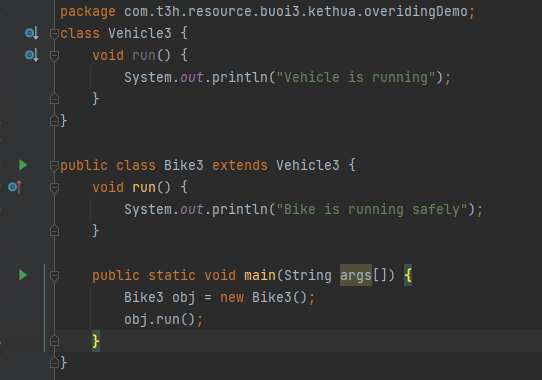 package com.t3h.resource.buoi3.kethua.overidingDemo;
class Vehicle3 {
    void run() {
        System.out.println("Vehicle is running");
    }
}

public class Bike3 extends Vehicle3 {
    void run() {
        System.out.println("Bike is running safely");
    }

    public static void main(String args[]) {
        Bike3 obj = new Bike3();
        obj.run();
    }
}